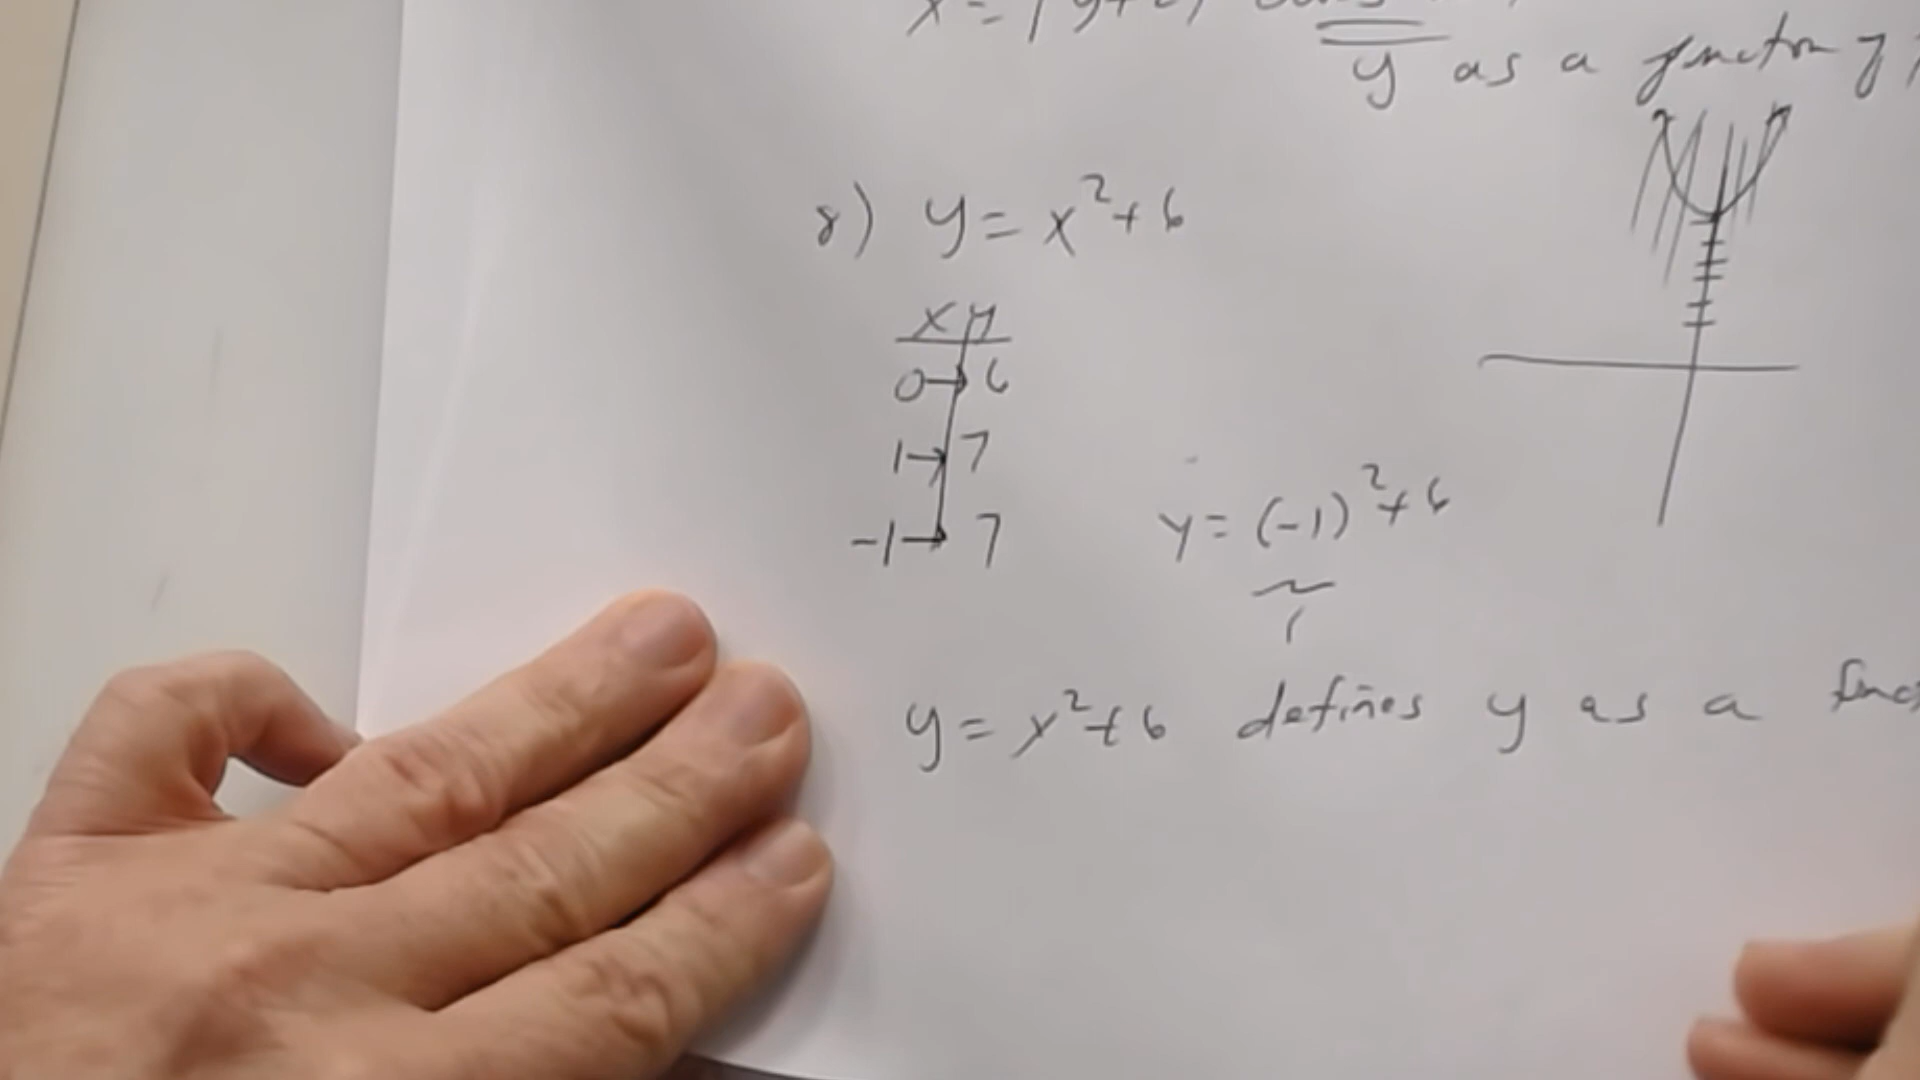 y as a function
8) y = x² + 6
x y
0 → 6
1 → 7
-1 → 7
y = (-1)² + 6
1
y = x² + 6 defines y as a func